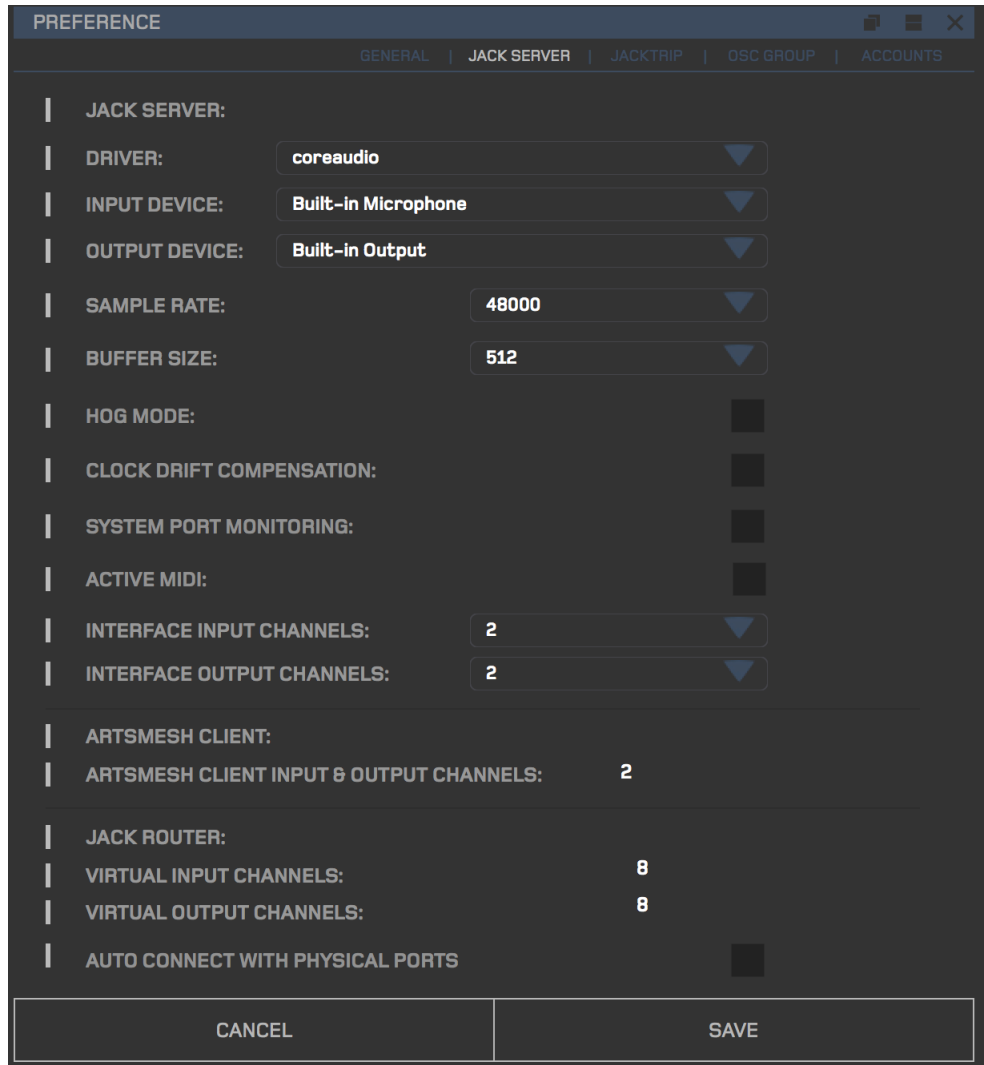 PREFERENCE
GENERAL | JACK SERVER | JACKTRIP | OSC GROUP | ACCOUNTS
JACK SERVER:
DRIVER: coreaudio
INPUT DEVICE: Built-in Microphone
OUTPUT DEVICE: Built-in Output
SAMPLE RATE: 48000
BUFFER SIZE: 512
HOG MODE:
CLOCK DRIFT COMPENSATION:
SYSTEM PORT MONITORING:
ACTIVE MIDI:
INTERFACE INPUT CHANNELS: 2
INTERFACE OUTPUT CHANNELS: 2
ARTSMESH CLIENT:
ARTSMESH CLIENT INPUT & OUTPUT CHANNELS: 2
JACK ROUTER:
VIRTUAL INPUT CHANNELS: 8
VIRTUAL OUTPUT CHANNELS: 8
AUTO CONNECT WITH PHYSICAL PORTS
CANCEL SAVE